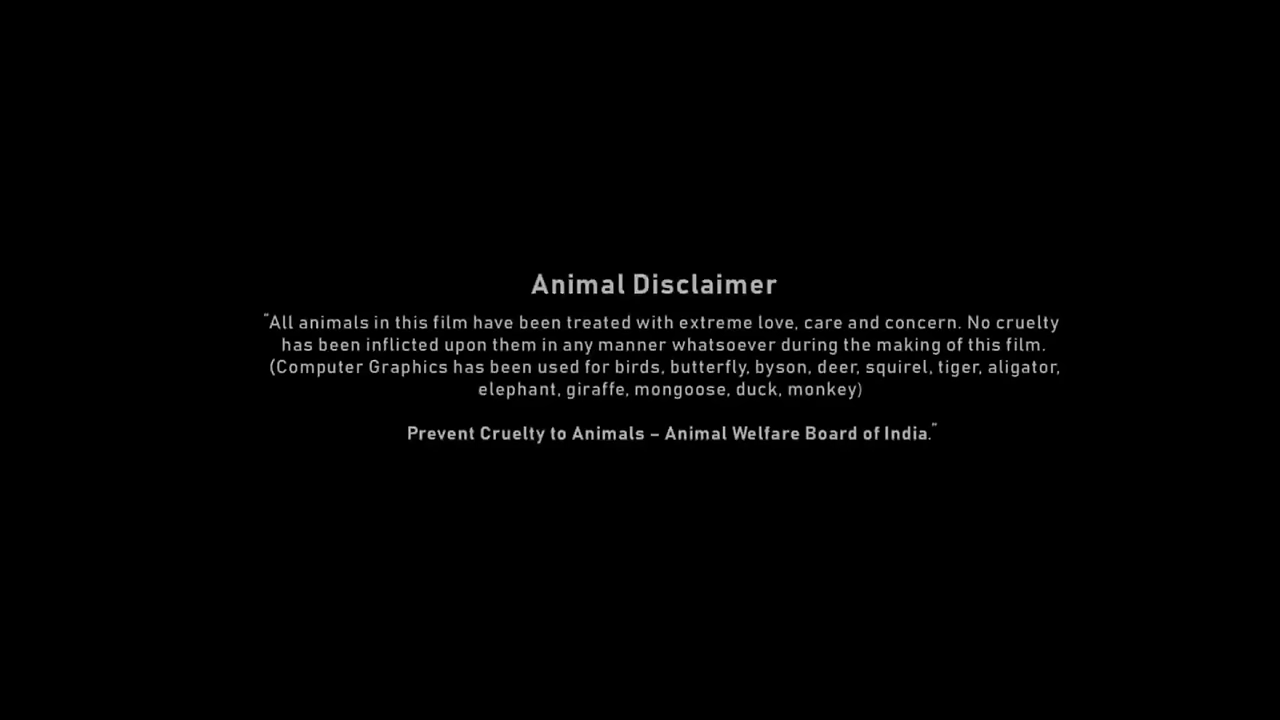 Animal Disclaimer
"All animals in this film have been treated with extreme love, care and concern. No cruelty
has been inflicted upon them in any manner whatsoever during the making of this film.
(Computer Graphics has been used for birds, butterfly, byson, deer, squirel, tiger, aligator,
elephant, giraffe, mongoose, duck, monkey)
Prevent Cruelty to Animals – Animal Welfare Board of India."